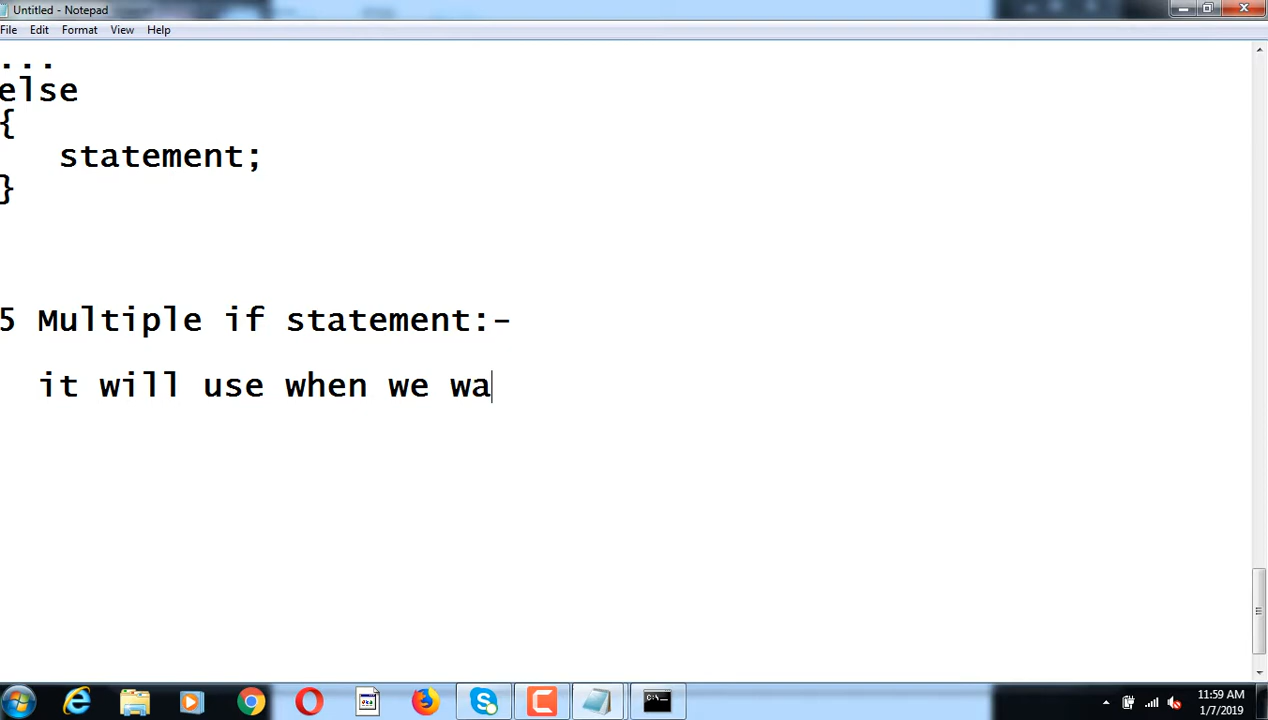 Untitled - Notepad
File Edit Format View Help
...
else
{
statement;
}
5 Multiple if statement:-
it will use when we wa
11:59 AM
1/7/2019